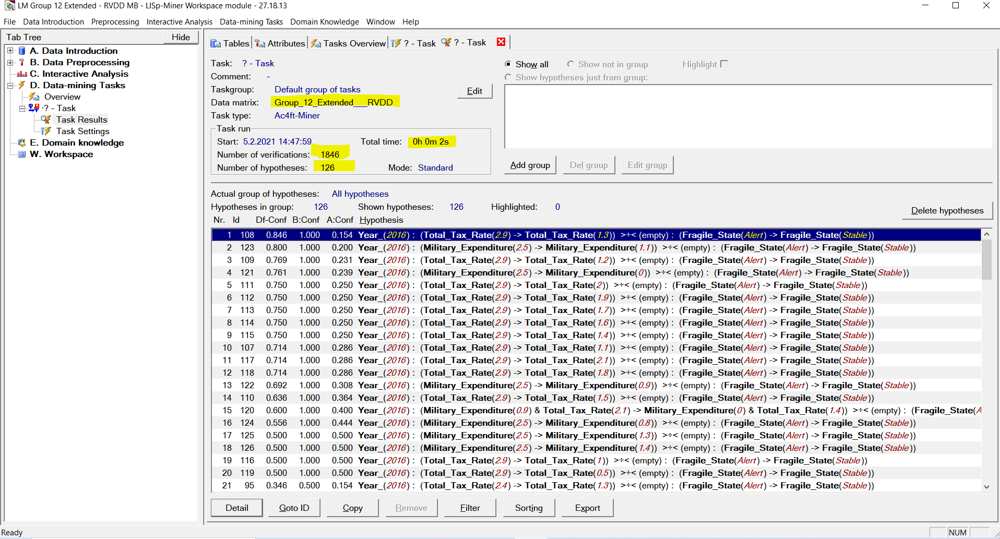 LM Group 12 Extended - RVDD MB - LISp-Miner Workspace module - 27.18.13
File Data Introduction Preprocessing Interactive Analysis Data-mining Tasks Domain Knowledge Window Help
Tab Tree Hide
A. Data Introduction
B. Data Preprocessing
C. Interactive Analysis
D. Data-mining Tasks
Overview
? - Task
Task Results
Task Settings
E. Domain knowledge
W. Workspace
Tables Attributes Tasks Overview ? - Task ? - Task
Task: ? - Task
Comment: -
Taskgroup: Default group of tasks
Data matrix: Group_12_Extended___RVDD
Task type: Ac4ft-Miner
Edit
Task run
Start: 5.2.2021 14:47:59 Total time: 0h 0m 2s
Number of verifications: 1846
Number of hypotheses: 126 Mode: Standard
Show all Show not in group Highlight
Show hypotheses just from group:
Add group Del group Edit group
Actual group of hypotheses: All hypotheses
Hypotheses in group: 126 Shown hypotheses: 126 Highlighted: 0
Delete hypotheses
Nr. Id Df-Conf B:Conf A:Conf Hypothesis
1 108 0.846 1.000 0.154 Year_(2016) : (Total_Tax_Rate(2.9) -> Total_Tax_Rate(1.3)) >÷< (empty) : (Fragile_State(Alert) -> Fragile_State(Stable))
2 123 0.800 1.000 0.200 Year_(2016) : (Military_Expenditure(2.5) -> Military_Expenditure(1.1)) >÷< (empty) : (Fragile_State(Alert) -> Fragile_State(Stable))
3 109 0.769 1.000 0.231 Year_(2016) : (Total_Tax_Rate(2.9) -> Total_Tax_Rate(1.2)) >÷< (empty) : (Fragile_State(Alert) -> Fragile_State(Stable))
4 121 0.761 1.000 0.239 Year_(2016) : (Military_Expenditure(2.5) -> Military_Expenditure(0)) >÷< (empty) : (Fragile_State(Alert) -> Fragile_State(Stable))
5 111 0.750 1.000 0.250 Year_(2016) : (Total_Tax_Rate(2.9) -> Total_Tax_Rate(2)) >÷< (empty) : (Fragile_State(Alert) -> Fragile_State(Stable))
6 112 0.750 1.000 0.250 Year_(2016) : (Total_Tax_Rate(2.9) -> Total_Tax_Rate(1.9)) >÷< (empty) : (Fragile_State(Alert) -> Fragile_State(Stable))
7 113 0.750 1.000 0.250 Year_(2016) : (Total_Tax_Rate(2.9) -> Total_Tax_Rate(1.7)) >÷< (empty) : (Fragile_State(Alert) -> Fragile_State(Stable))
8 114 0.750 1.000 0.250 Year_(2016) : (Total_Tax_Rate(2.9) -> Total_Tax_Rate(1.6)) >÷< (empty) : (Fragile_State(Alert) -> Fragile_State(Stable))
9 115 0.750 1.000 0.250 Year_(2016) : (Total_Tax_Rate(2.9) -> Total_Tax_Rate(1.4)) >÷< (empty) : (Fragile_State(Alert) -> Fragile_State(Stable))
10 107 0.714 1.000 0.286 Year_(2016) : (Total_Tax_Rate(2.9) -> Total_Tax_Rate(1.1)) >÷< (empty) : (Fragile_State(Alert) -> Fragile_State(Stable))
11 117 0.714 1.000 0.286 Year_(2016) : (Total_Tax_Rate(2.9) -> Total_Tax_Rate(2.1)) >÷< (empty) : (Fragile_State(Alert) -> Fragile_State(Stable))
12 118 0.714 1.000 0.286 Year_(2016) : (Total_Tax_Rate(2.9) -> Total_Tax_Rate(1.8)) >÷< (empty) : (Fragile_State(Alert) -> Fragile_State(Stable))
13 122 0.692 1.000 0.308 Year_(2016) : (Military_Expenditure(2.5) -> Military_Expenditure(0.9)) >÷< (empty) : (Fragile_State(Alert) -> Fragile_State(Stable))
14 110 0.636 1.000 0.364 Year_(2016) : (Total_Tax_Rate(2.9) -> Total_Tax_Rate(1.5)) >÷< (empty) : (Fragile_State(Alert) -> Fragile_State(Stable))
15 120 0.600 1.000 0.400 Year_(2016) : (Military_Expenditure(0.9) & Total_Tax_Rate(2.1) -> Military_Expenditure(0) & Total_Tax_Rate(1.4)) >÷< (empty) : (Fragile_State(A
16 124 0.556 1.000 0.444 Year_(2016) : (Military_Expenditure(2.5) -> Military_Expenditure(0.8)) >÷< (empty) : (Fragile_State(Alert) -> Fragile_State(Stable))
17 125 0.500 1.000 0.500 Year_(2016) : (Military_Expenditure(2.5) -> Military_Expenditure(1.3)) >÷< (empty) : (Fragile_State(Alert) -> Fragile_State(Stable))
18 126 0.500 1.000 0.500 Year_(2016) : (Military_Expenditure(2.5) -> Military_Expenditure(1.4)) >÷< (empty) : (Fragile_State(Alert) -> Fragile_State(Stable))
19 116 0.500 1.000 0.500 Year_(2016) : (Total_Tax_Rate(2.9) -> Total_Tax_Rate(1)) >÷< (empty) : (Fragile_State(Alert) -> Fragile_State(Stable))
20 119 0.500 1.000 0.500 Year_(2016) : (Total_Tax_Rate(2.9) -> Total_Tax_Rate(0.5)) >÷< (empty) : (Fragile_State(Alert) -> Fragile_State(Stable))
21 95 0.346 0.500 0.154 Year_(2016) : (Total_Tax_Rate(2.4) -> Total_Tax_Rate(1.3)) >÷< (empty) : (Fragile_State(Alert) -> Fragile_State(Stable))
Detail Goto ID Copy Remove Filter Sorting Export
Ready NUM